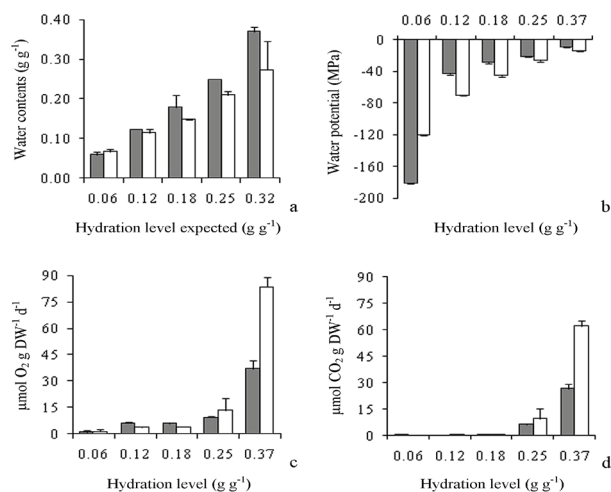 0.40
0.30
0.20
0.10
0.00
Water contents (g g⁻¹)
0.06 0.12 0.18 0.25 0.32
Hydration level expected (g g⁻¹)
a
0.06 0.12 0.18 0.25 0.37
0
-40
-80
-120
-160
-200
Water potential (MPa)
Hydration level (g g⁻¹)
b
90
75
60
45
30
15
0
µmol O₂ g DW⁻¹ d⁻¹
0.06 0.12 0.18 0.25 0.37
Hydration level (g g⁻¹)
c
90
75
60
45
30
15
0
µmol CO₂ g DW⁻¹ d⁻¹
0.06 0.12 0.18 0.25 0.37
Hydration level (g g⁻¹)
d